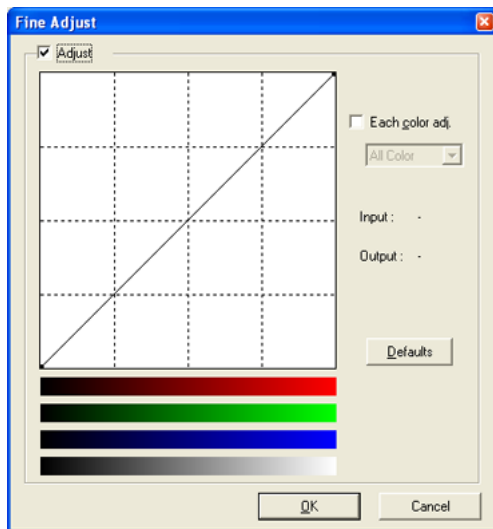 Fine Adjust
Adjust
Each color adj.
All Color
Input : -
Output : -
Defaults
OK
Cancel